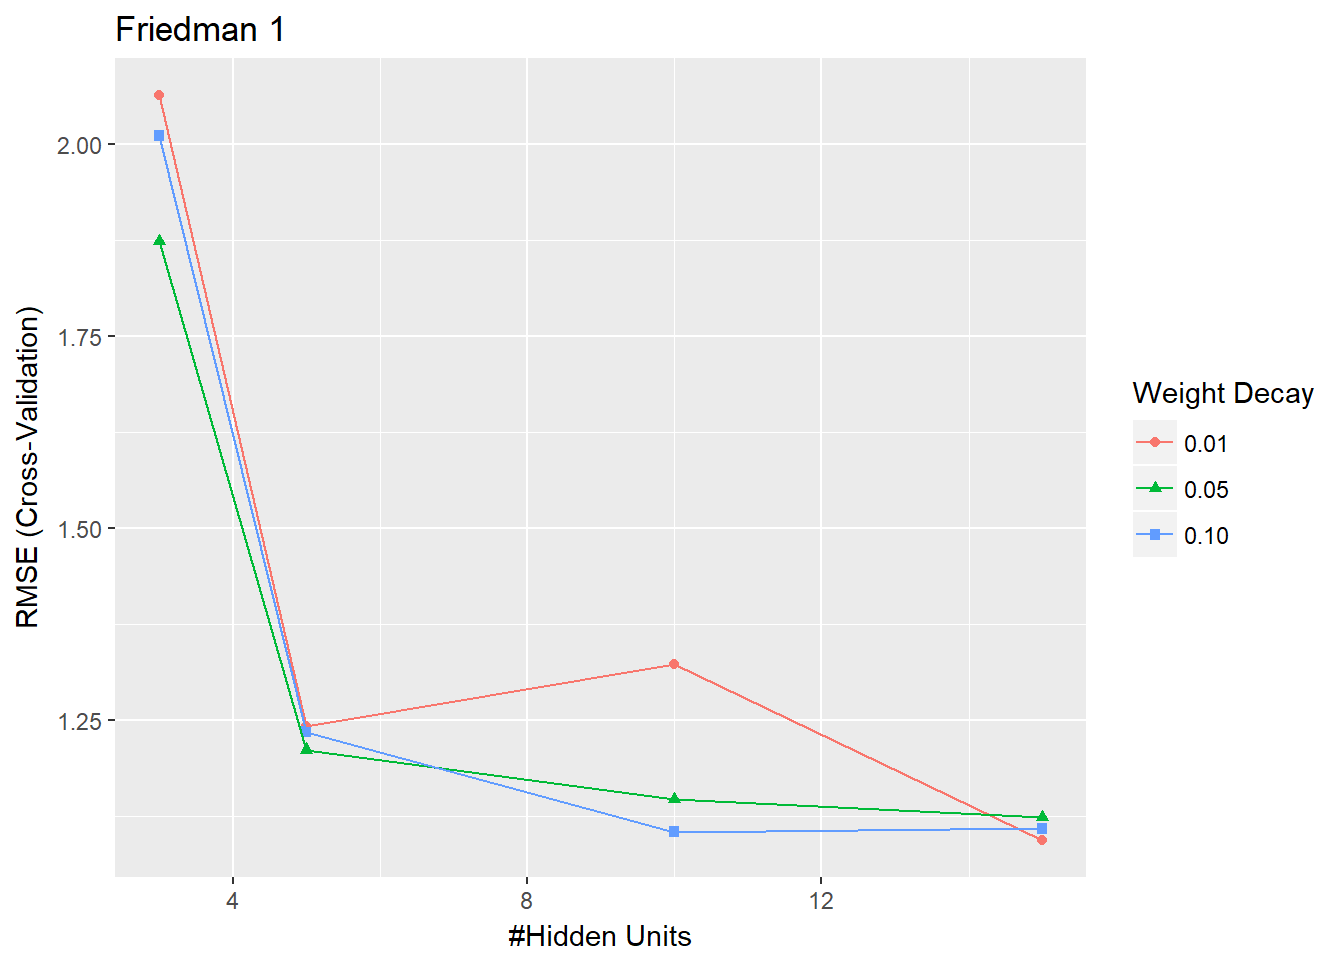 Friedman 1
2.00
1.75
1.50
1.25
RMSE (Cross-Validation)
4
8
12
#Hidden Units
Weight Decay
0.01
0.05
0.10